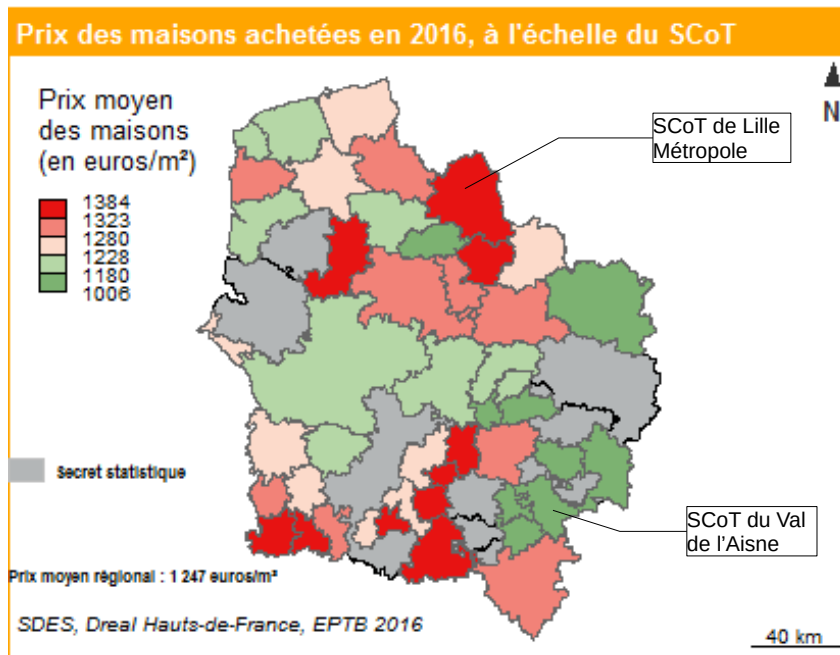 Prix des maisons achetées en 2016, à l'échelle du SCoT
N
Prix moyen
des maisons
(en euros/m²)
1384
1323
1280
1228
1180
1006
SCoT de Lille
Métropole
Secret statistique
SCoT du Val
de l'Aisne
Prix moyen régional : 1 247 euros/m²
SDES, Dreal Hauts-de-France, EPTB 2016
40 km